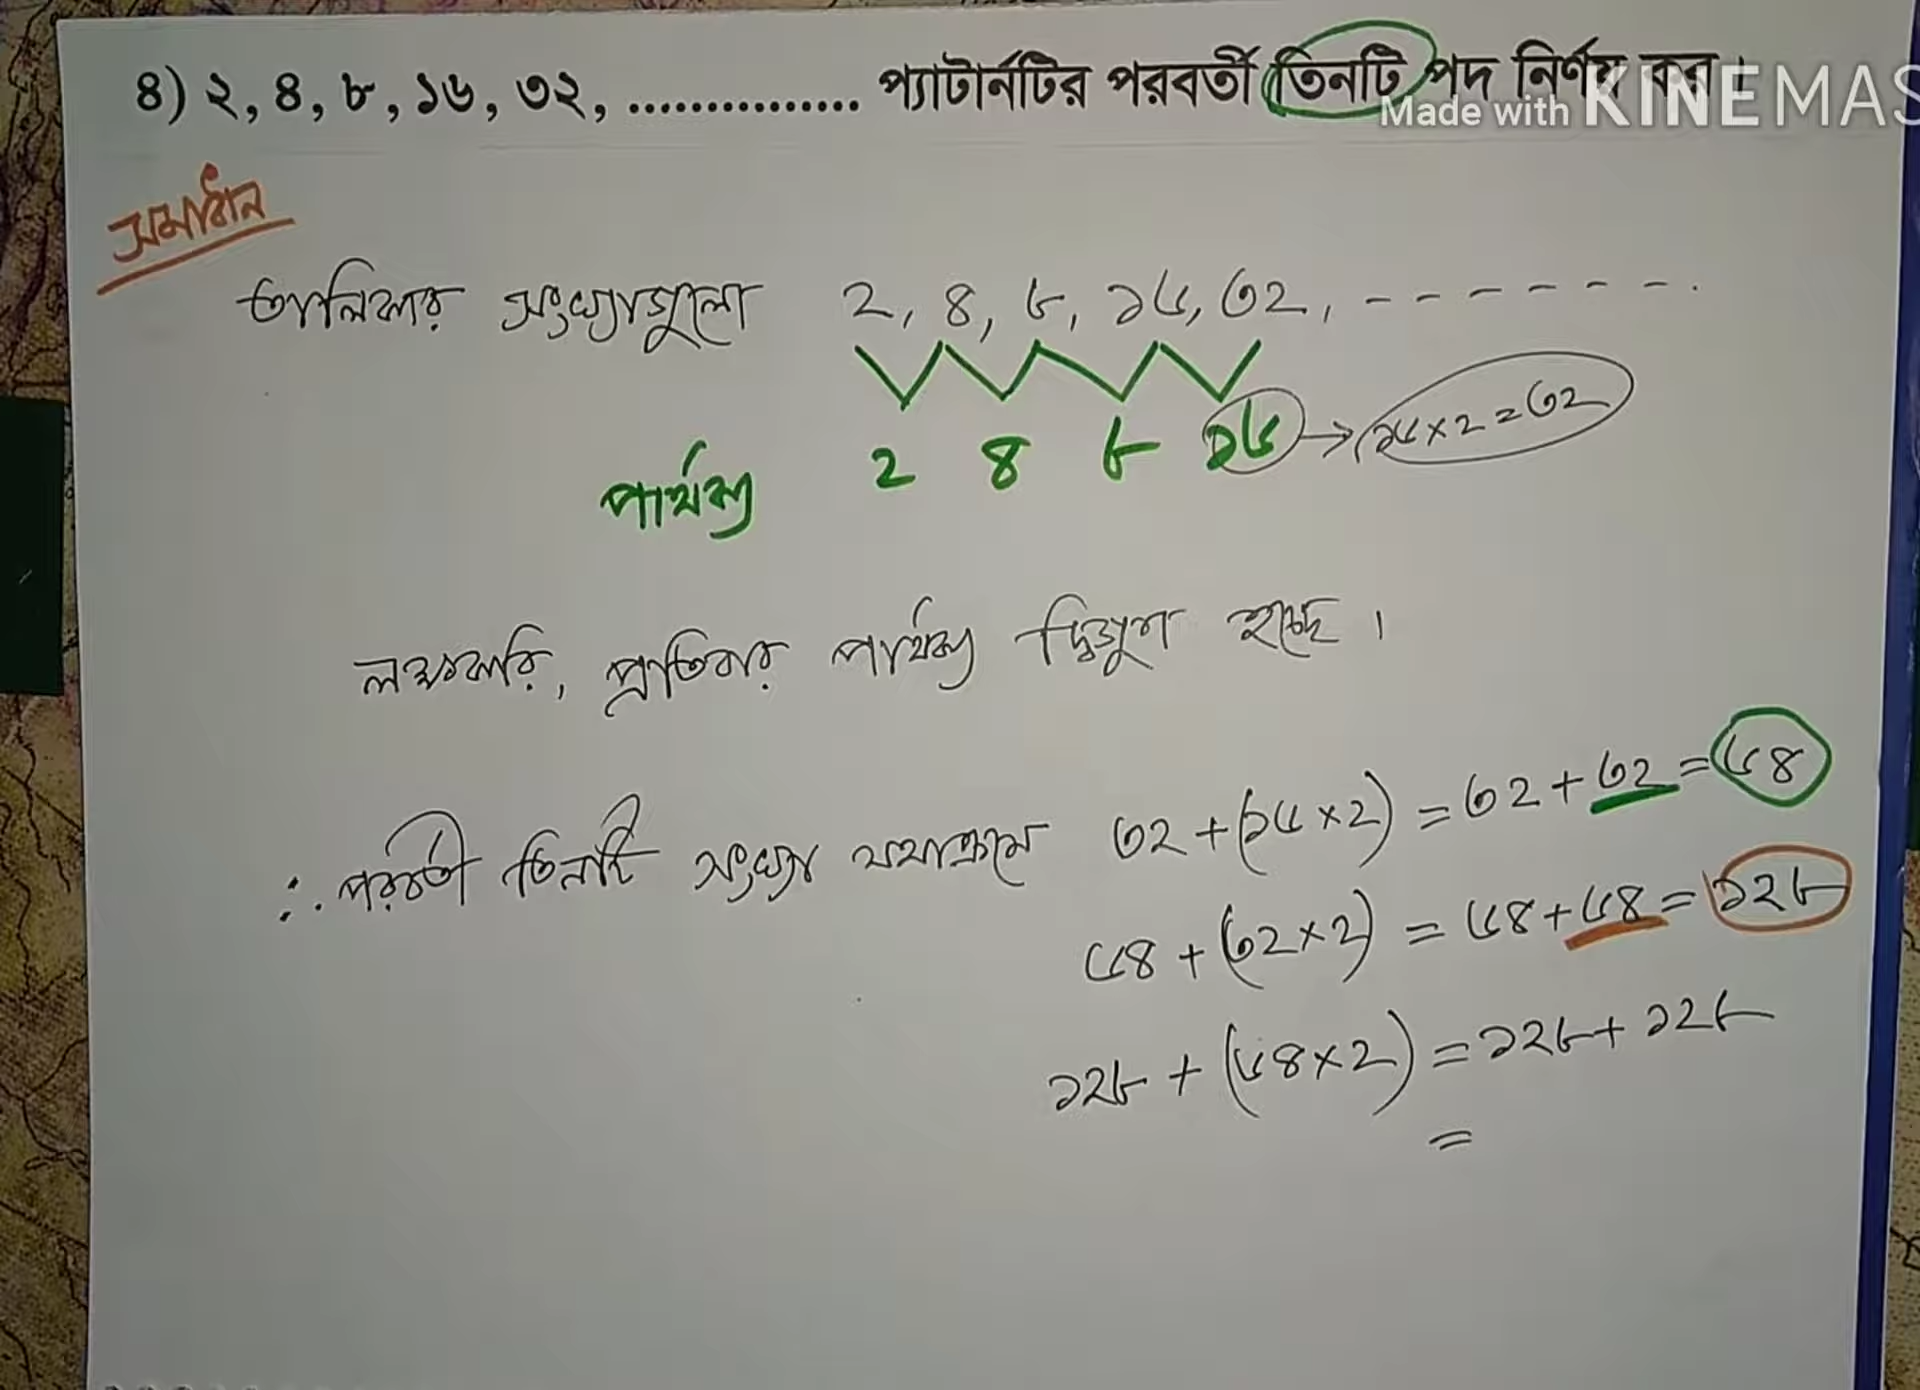 ৪) ২, ৪, ৮, ১৬, ৩২, ............... প্যাটার্নটির পরবর্তী তিনটি পদ নির্ণয় কর।
Made with KINEMAS
সমাধান
তালিকার সংখ্যাগুলো ২, ৪, ৮, ১৬, ৩২, - - - - - - - .
পার্থক্য ২ ৪ ৮ ১৬ → ১৬×২=৩২
লক্ষকরি, প্রতিবার পার্থক্য দ্বিগুণ হচ্ছে ।
∴ পরবর্তী তিনটি সংখ্যা যথাক্রমে ৩২+(১৬×২) = ৩২+৩২=৬৪
৬৪+(৩২×২) = ৬৪+৬৪=১২৮
১২৮+(৬৪×২)=১২৮+১২৮
=